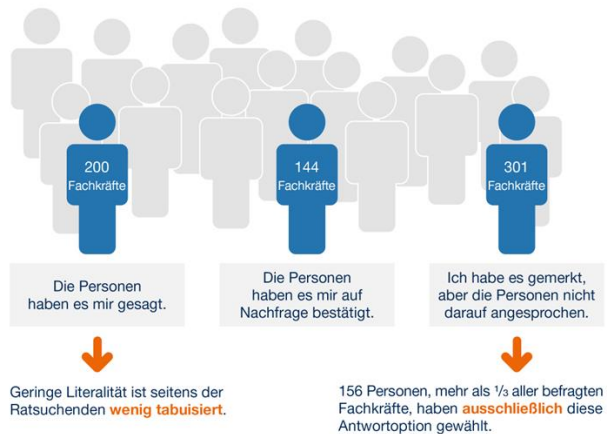 200
Fachkräfte
144
Fachkräfte
301
Fachkräfte
Die Personen
haben es mir gesagt.
Die Personen
haben es mir auf
Nachfrage bestätigt.
Ich habe es gemerkt,
aber die Personen nicht
darauf angesprochen.
Geringe Literalität ist seitens der
Ratsuchenden wenig tabuisiert.
156 Personen, mehr als ⅓ aller befragten
Fachkräfte, haben ausschließlich diese
Antwortoption gewählt.